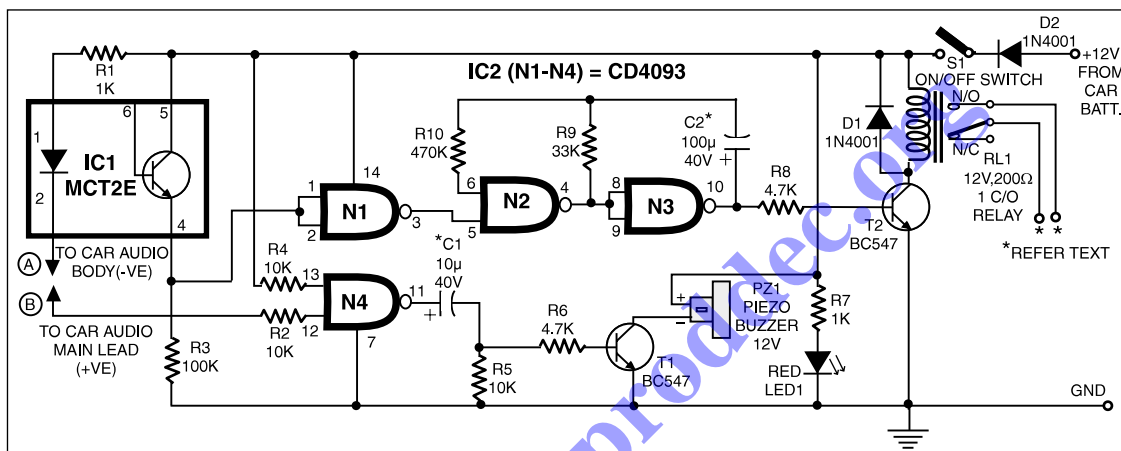 D2
1N4001
+12V
FROM
CAR
BATT.
S1
ON/OFF SWITCH
R1
1K
IC2 (N1-N4) = CD4093
6
5
1
2
4
IC1
MCT2E
R10
470K
R9
33K
C2*
100µ
40V
+
D1
1N4001
N/O
N/C
RL1
12V,200Ω
1 C/O
RELAY
* *
*REFER TEXT
14
1
2
N1
3
6
5
N2
4
8
9
N3
10
R8
4.7K
T2
BC547
TO CAR AUDIO
BODY(-VE)
A
B
TO CAR AUDIO
MAIN LEAD
(+VE)
R4
10K
13
12
N4
11
7
R2
10K
*C1
10µ
40V
+
R3
100K
R5
10K
R6
4.7K
T1
BC547
+
−
PZ1
PIEZO
BUZZER
12V
R7
1K
RED
LED1
GND
proddec.org